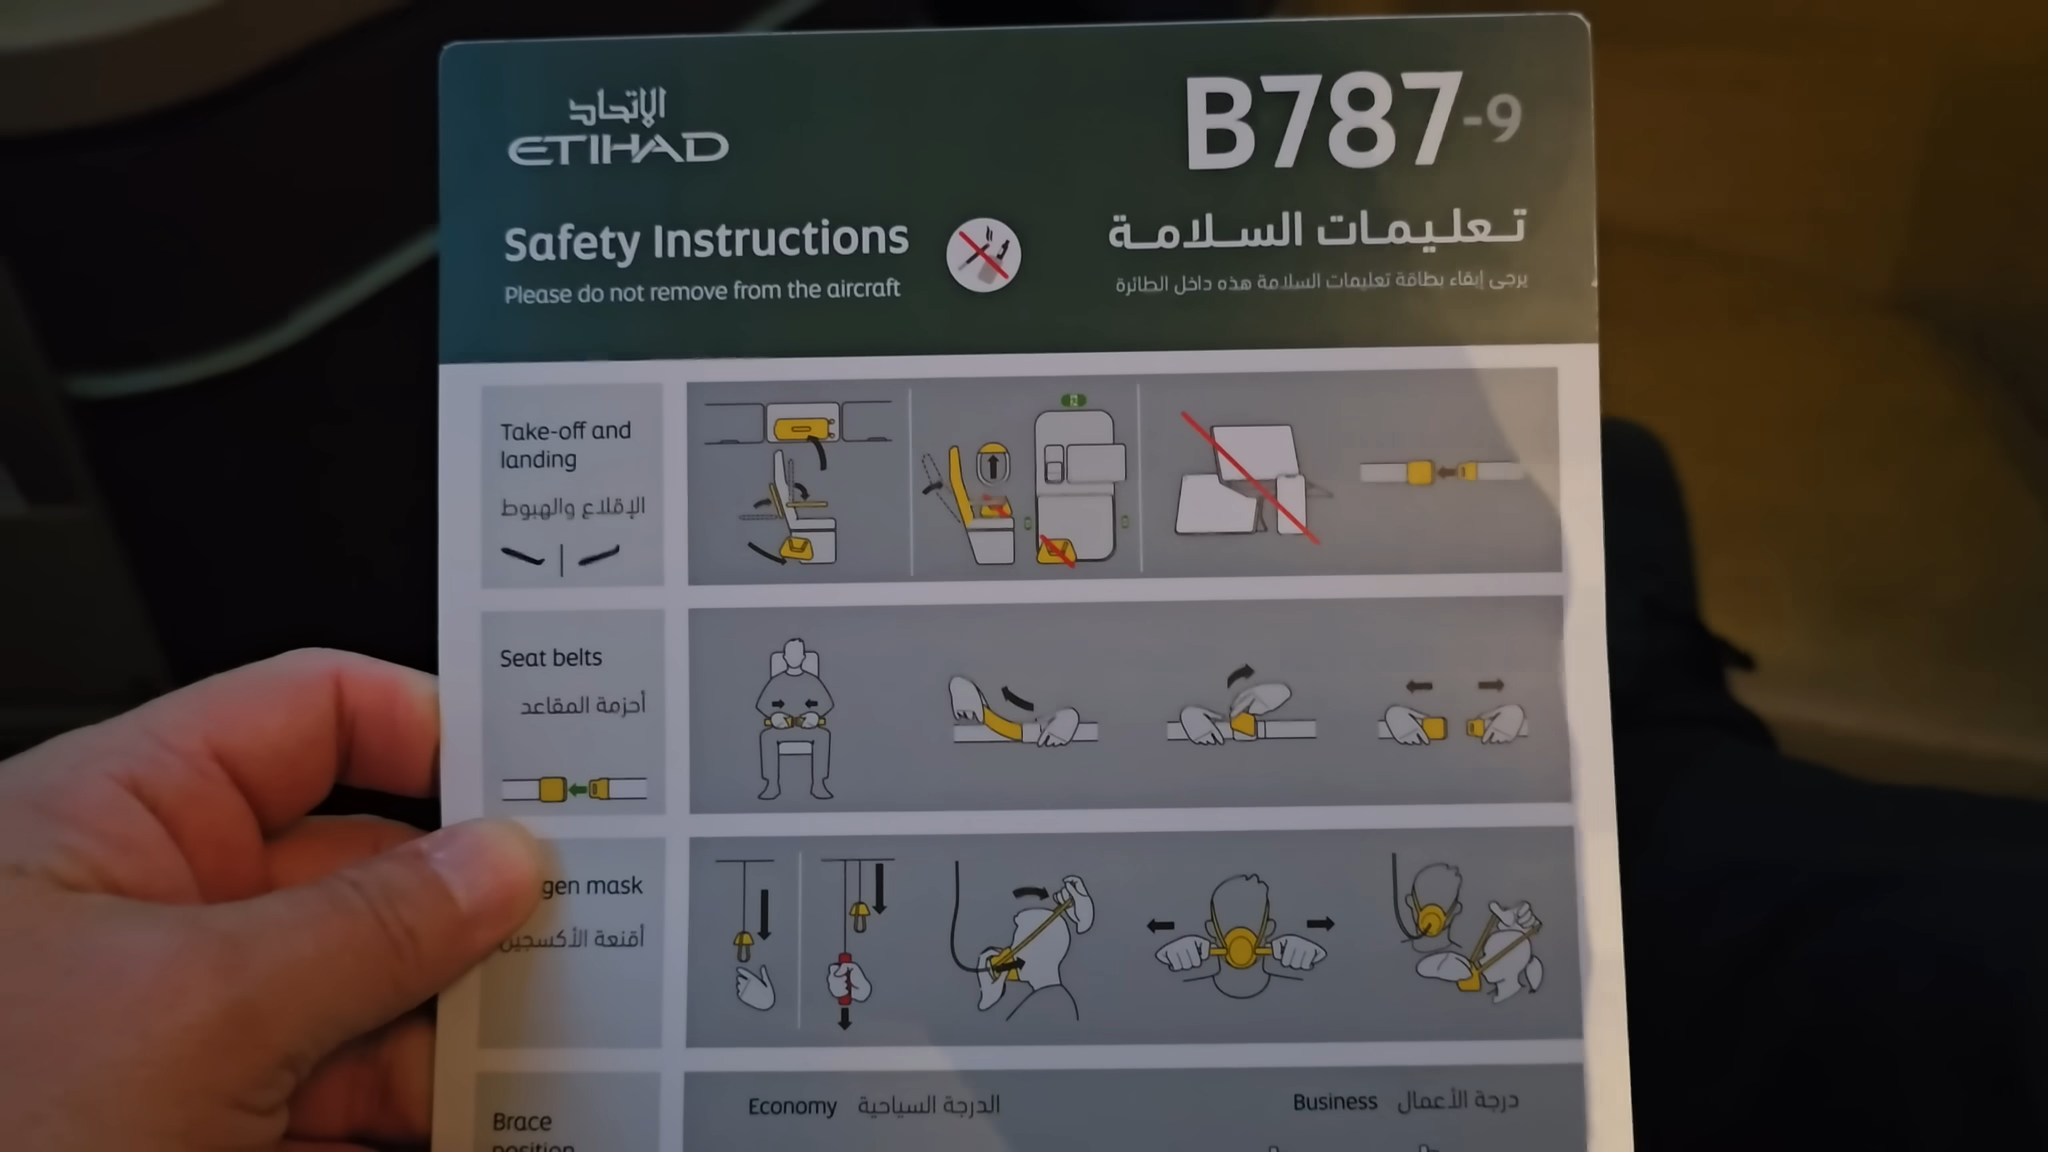 الاتحاد
ETIHAD
B787-9
Safety Instructions
تعليمات السلامة
Please do not remove from the aircraft
يرجى إبقاء بطاقة تعليمات السلامة هذه داخل الطائرة
Take-off and
landing
الإقلاع والهبوط
Seat belts
أحزمة المقاعد
gen mask
أقنعة الأكسجين
Brace
position
Economy الدرجة السياحية
Business درجة الأعمال